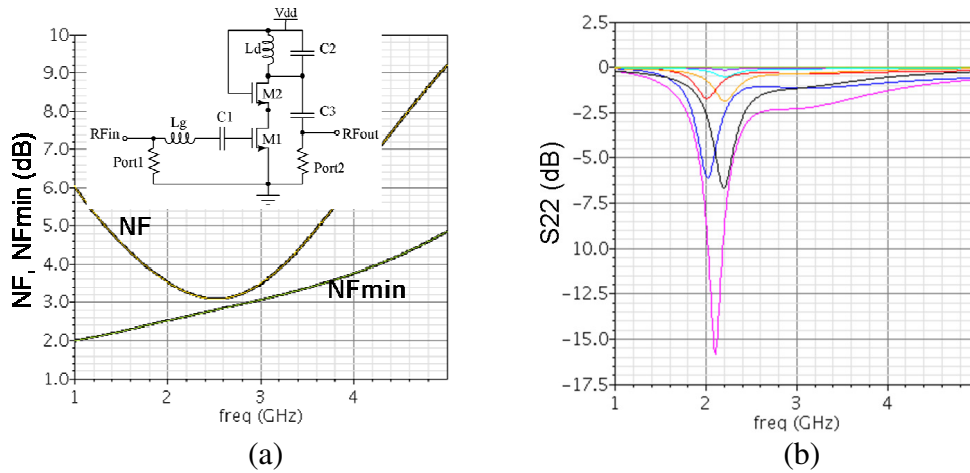 NF, NFmin (dB)
10
9.0
8.0
7.0
6.0
5.0
4.0
3.0
2.0
1.0
1
2
3
4
freq (GHz)
NF
NFmin
Vdd
Ld
C2
M2
C3
RFin
Lg
C1
M1
RFout
Port1
Port2
(a)
S22 (dB)
2.5
0
-2.5
-5.0
-7.5
10.0
-12.5
-15.0
-17.5
1
2
3
4
freq (GHz)
(b)